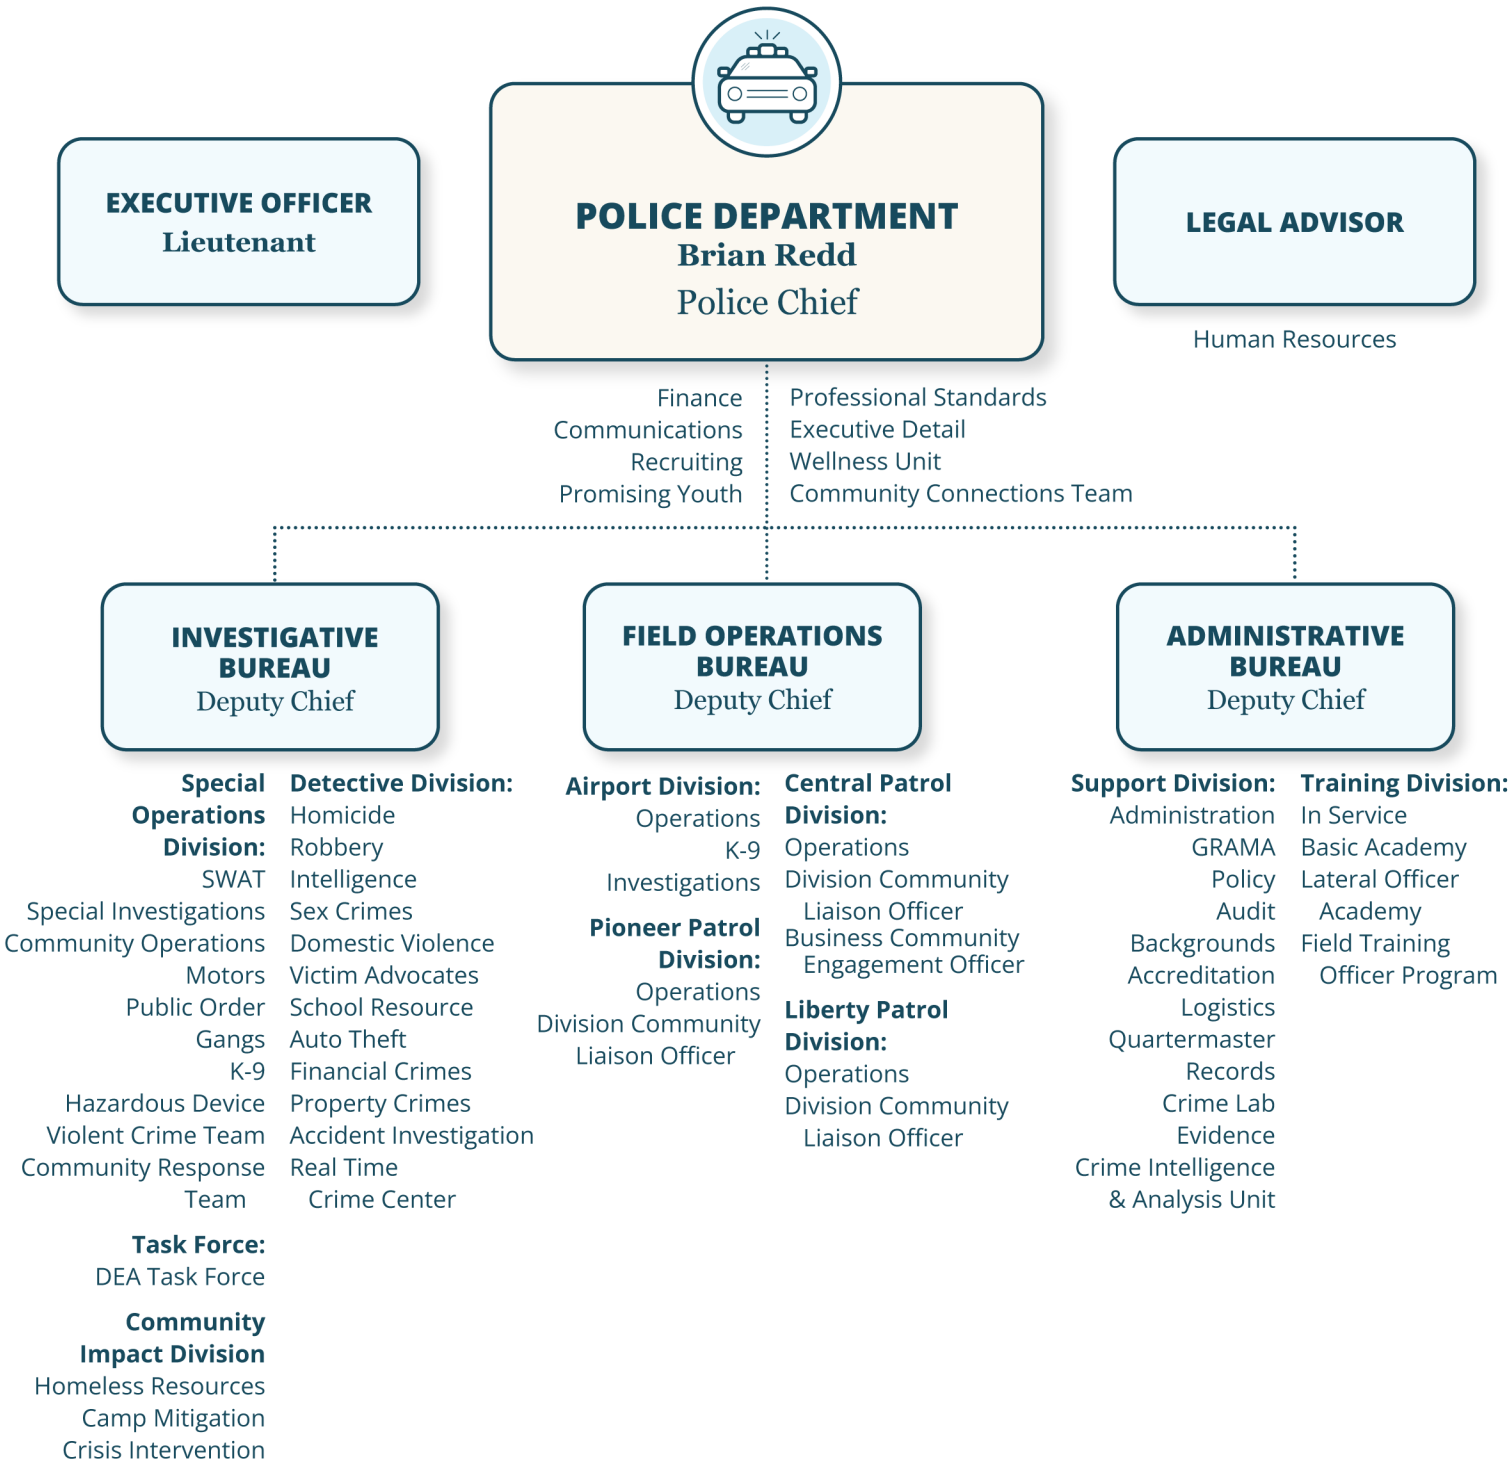 EXECUTIVE OFFICER
Lieutenant
POLICE DEPARTMENT
Brian Redd
Police Chief
LEGAL ADVISOR
Human Resources
Finance
Communications
Recruiting
Promising Youth
Professional Standards
Executive Detail
Wellness Unit
Community Connections Team
INVESTIGATIVE
BUREAU
Deputy Chief
Special
Operations
Division:
SWAT
Special Investigations
Community Operations
Motors
Public Order
Gangs
K-9
Hazardous Device
Violent Crime Team
Community Response
Team
Task Force:
DEA Task Force
Community
Impact Division
Homeless Resources
Camp Mitigation
Crisis Intervention
Detective Division:
Homicide
Robbery
Intelligence
Sex Crimes
Domestic Violence
Victim Advocates
School Resource
Auto Theft
Financial Crimes
Property Crimes
Accident Investigation
Real Time
Crime Center
FIELD OPERATIONS
BUREAU
Deputy Chief
Airport Division:
Operations
K-9
Investigations
Pioneer Patrol
Division:
Operations
Division Community
Liaison Officer
Central Patrol
Division:
Operations
Division Community
Liaison Officer
Business Community
Engagement Officer
Liberty Patrol
Division:
Operations
Division Community
Liaison Officer
ADMINISTRATIVE
BUREAU
Deputy Chief
Support Division:
Administration
GRAMA
Policy
Audit
Backgrounds
Accreditation
Logistics
Quartermaster
Records
Crime Lab
Evidence
Crime Intelligence
& Analysis Unit
Training Division:
In Service
Basic Academy
Lateral Officer
Academy
Field Training
Officer Program